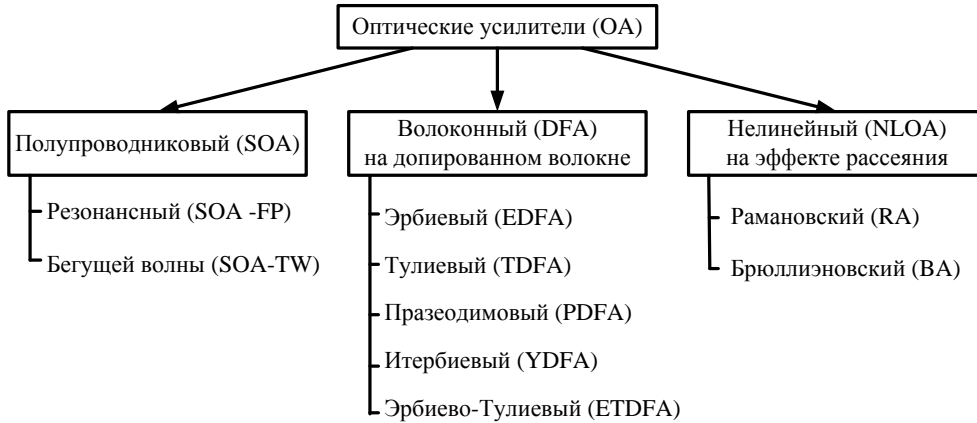 Оптические усилители (OA)
Полупроводниковый (SOA)
Резонансный (SOA -FP)
Бегущей волны (SOA-TW)
Волоконный (DFA)
на допированном волокне
Эрбиевый (EDFA)
Тулиевый (TDFA)
Празеодимовый (PDFA)
Итербиевый (YDFA)
Эрбиево-Тулиевый (ETDFA)
Нелинейный (NLOA)
на эффекте рассеяния
Рамановский (RA)
Брюллиэновский (BA)